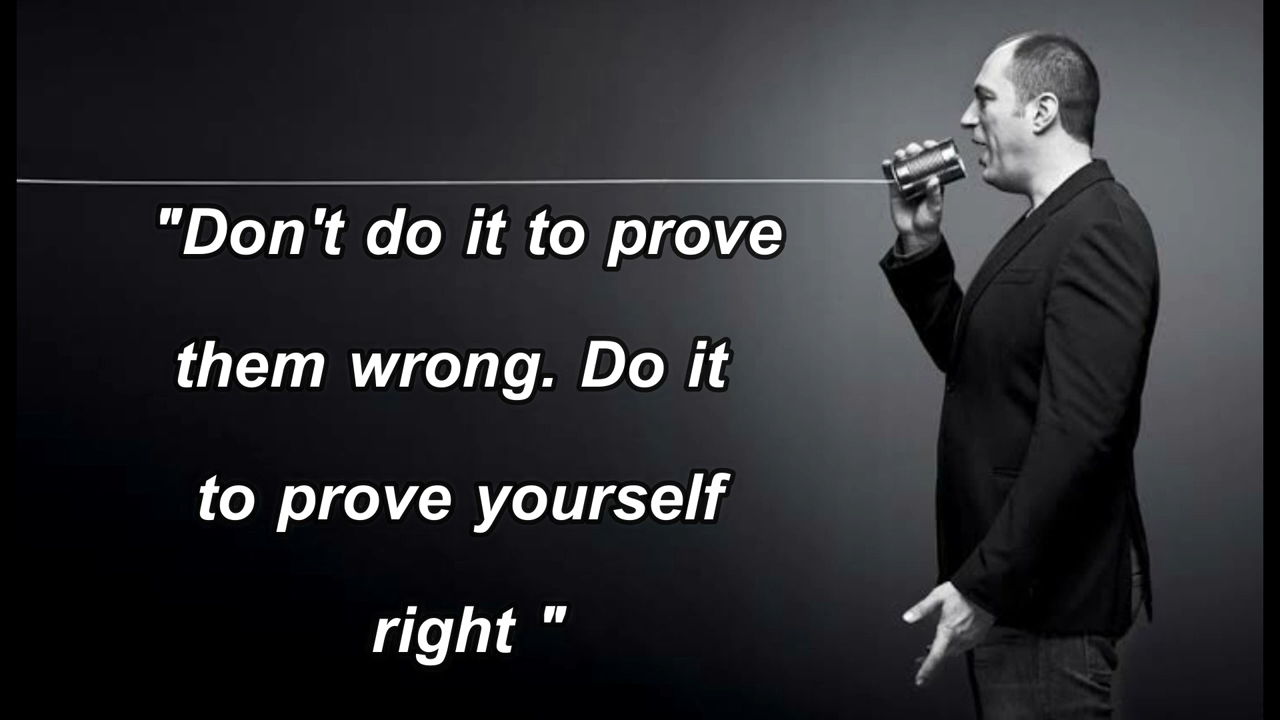 "Don't do it to prove
them wrong. Do it
to prove yourself
right "